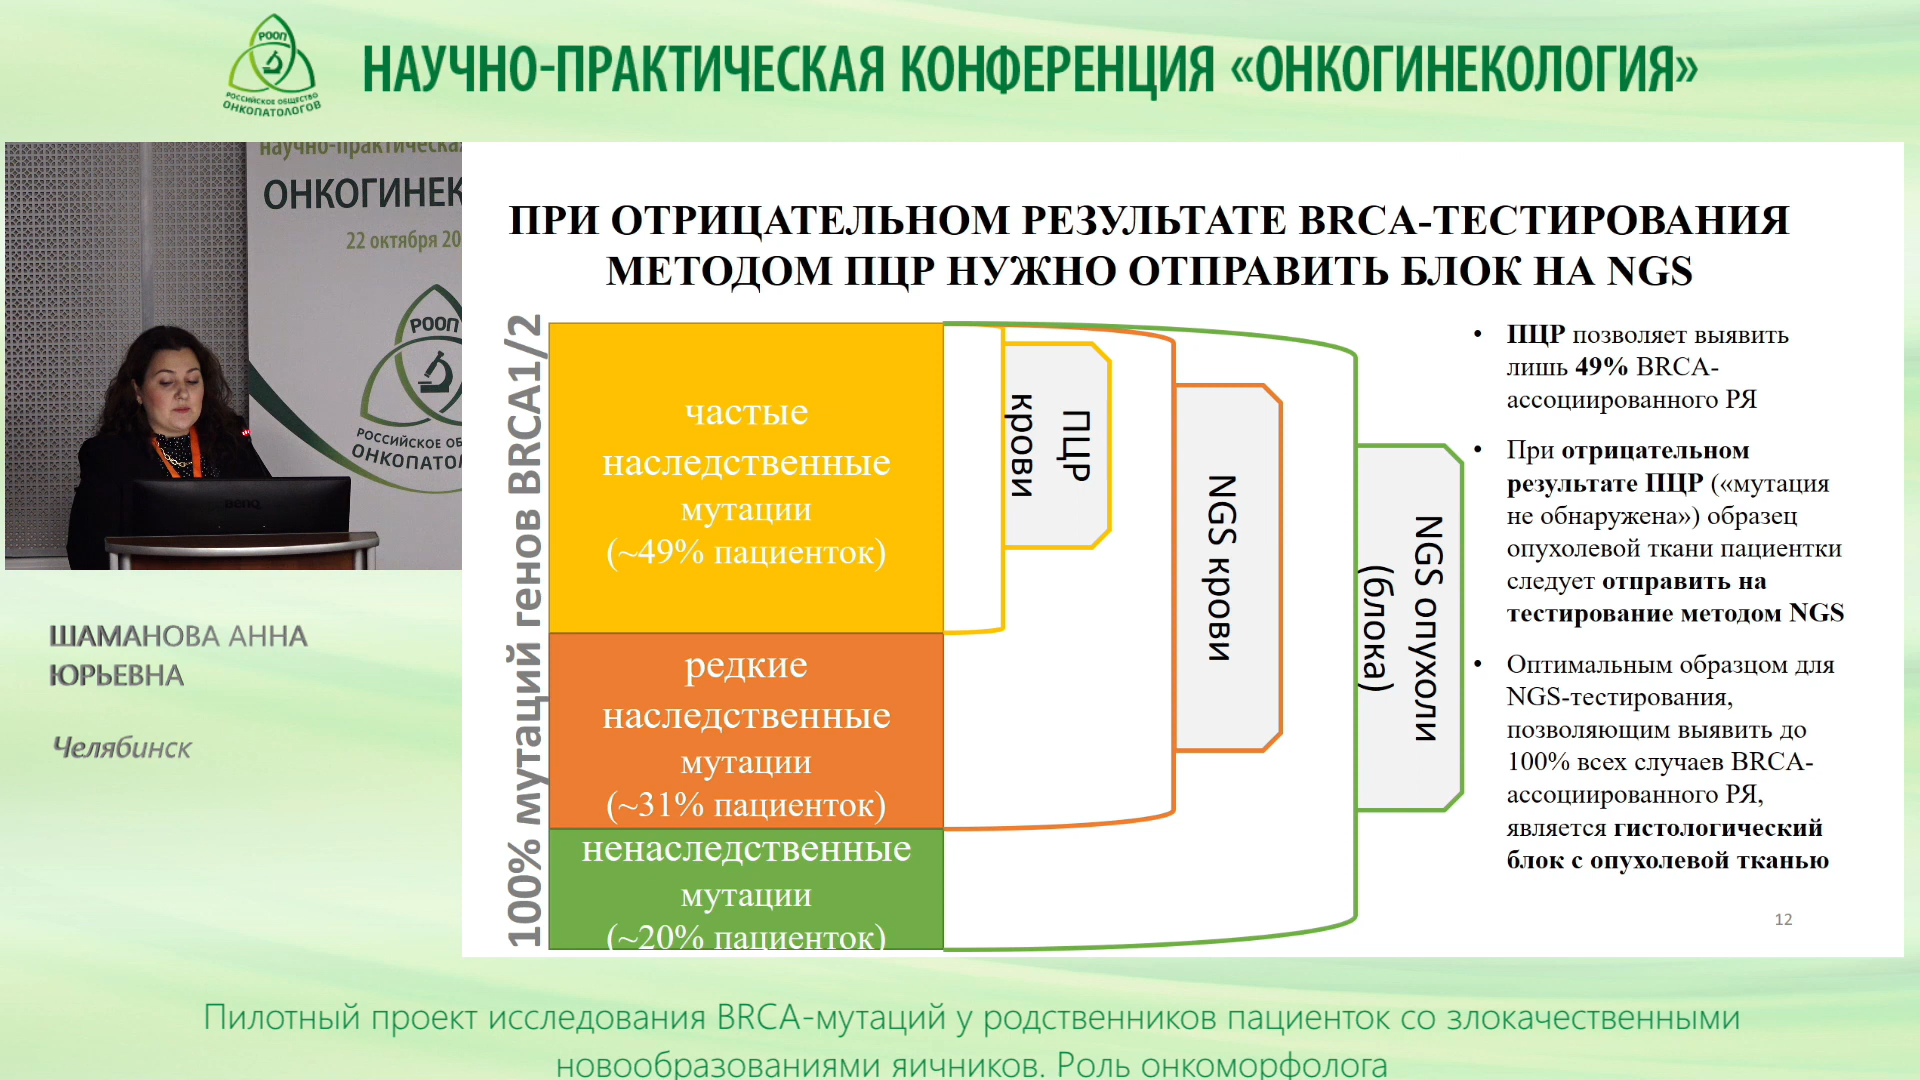 РООП
РОССИЙСКОЕ ОБЩЕСТВО
ОНКОПАТОЛОГОВ
НАУЧНО-ПРАКТИЧЕСКАЯ КОНФЕРЕНЦИЯ «ОНКОГИНЕКОЛОГИЯ»
научно-практическая
ОНКОГИНЕК
22 октября 20
РООП
РОССИЙСКОЕ ОБ
ОНКОПАТОЛ
BenQ
ШАМАНОВА АННА
ЮРЬЕВНА
Челябинск
ПРИ ОТРИЦАТЕЛЬНОМ РЕЗУЛЬТАТЕ BRCA-ТЕСТИРОВАНИЯ
МЕТОДОМ ПЦР НУЖНО ОТПРАВИТЬ БЛОК НА NGS
100% мутаций генов BRCA1/2
частые
наследственные
мутации
(~49% пациенток)
редкие
наследственные
мутации
(~31% пациенток)
ненаследственные
мутации
(~20% пациенток)
ПЦР
крови
NGS крови
NGS опухоли
(блока)
• ПЦР позволяет выявить
лишь 49% BRCA-
ассоциированного РЯ
• При отрицательном
результате ПЦР («мутация
не обнаружена») образец
опухолевой ткани пациентки
следует отправить на
тестирование методом NGS
• Оптимальным образцом для
NGS-тестирования,
позволяющим выявить до
100% всех случаев BRCA-
ассоциированного РЯ,
является гистологический
блок с опухолевой тканью
12
Пилотный проект исследования BRCA-мутаций у родственников пациенток со злокачественными
новообразованиями яичников. Роль онкоморфолога